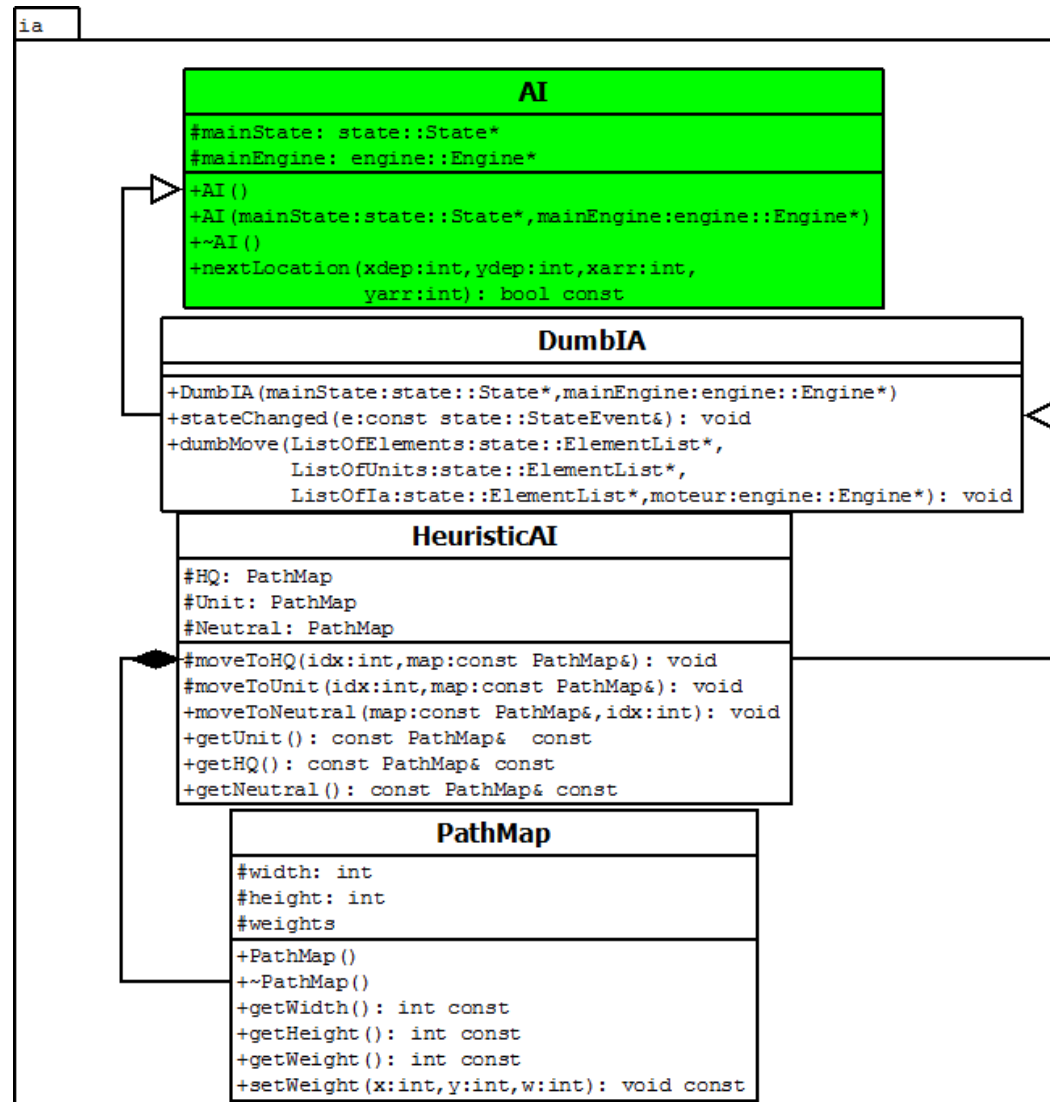 ia
AI
#mainState: state::State*
#mainEngine: engine::Engine*
+AI()
+AI(mainState:state::State*,mainEngine:engine::Engine*)
+~AI()
+nextLocation(xdep:int,ydep:int,xarr:int,
yarr:int): bool const
DumbIA
+DumbIA(mainState:state::State*,mainEngine:engine::Engine*)
+stateChanged(e:const state::StateEvent&): void
+dumbMove(ListOfElements:state::ElementList*,
ListOfUnits:state::ElementList*,
ListOfIa:state::ElementList*,moteur:engine::Engine*): void
HeuristicAI
#HQ: PathMap
#Unit: PathMap
#Neutral: PathMap
#moveToHQ(idx:int,map:const PathMap&): void
#moveToUnit(idx:int,map:const PathMap&): void
+moveToNeutral(map:const PathMap&,idx:int): void
+getUnit(): const PathMap&  const
+getHQ(): const PathMap& const
+getNeutral(): const PathMap& const
PathMap
#width: int
#height: int
#weights
+PathMap()
+~PathMap()
+getWidth(): int const
+getHeight(): int const
+getWeight(): int const
+setWeight(x:int,y:int,w:int): void const